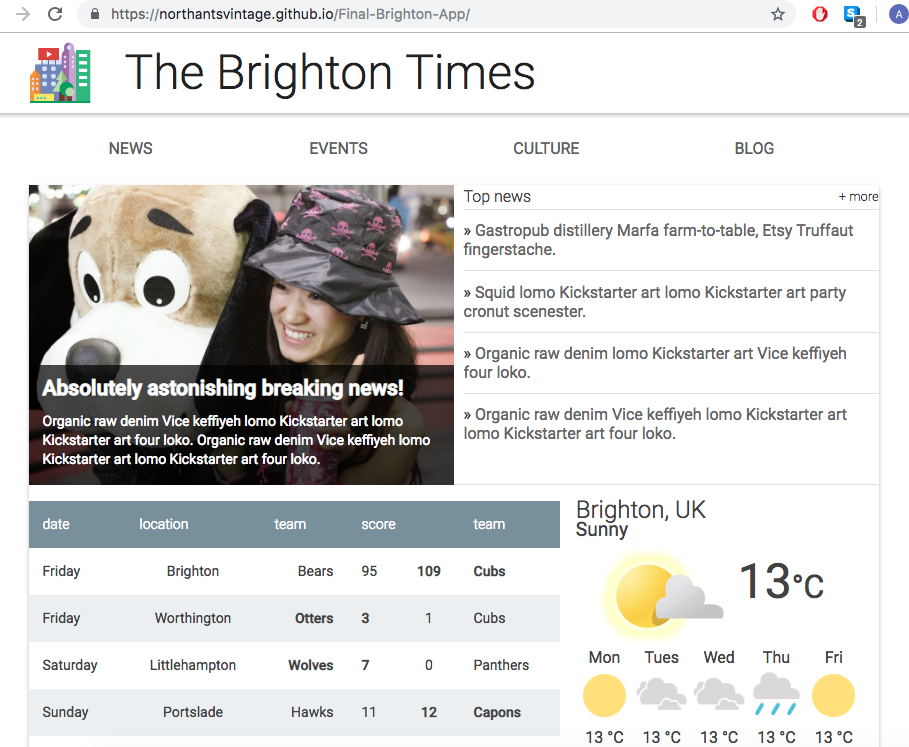 https://northantsvintage.github.io/Final-Brighton-App/
S
2
A
The Brighton Times
NEWS EVENTS CULTURE BLOG
Absolutely astonishing breaking news!
Organic raw denim Vice keffiyeh lomo Kickstarter art lomo
Kickstarter art four loko. Organic raw denim Vice keffiyeh lomo
Kickstarter art lomo Kickstarter art four loko.
Top news + more
» Gastropub distillery Marfa farm-to-table, Etsy Truffaut
fingerstache.
» Squid lomo Kickstarter art lomo Kickstarter art party
cronut scenester.
» Organic raw denim lomo Kickstarter art Vice keffiyeh
four loko.
» Organic raw denim Vice keffiyeh lomo Kickstarter art
lomo Kickstarter art four loko.
date location team score team
Friday Brighton Bears 95 109 Cubs
Friday Worthington Otters 3 1 Cubs
Saturday Littlehampton Wolves 7 0 Panthers
Sunday Portslade Hawks 11 12 Capons
Brighton, UK
Sunny
13°C
Mon Tues Wed Thu Fri
13 °C 13 °C 13 °C 13 °C 13 °C